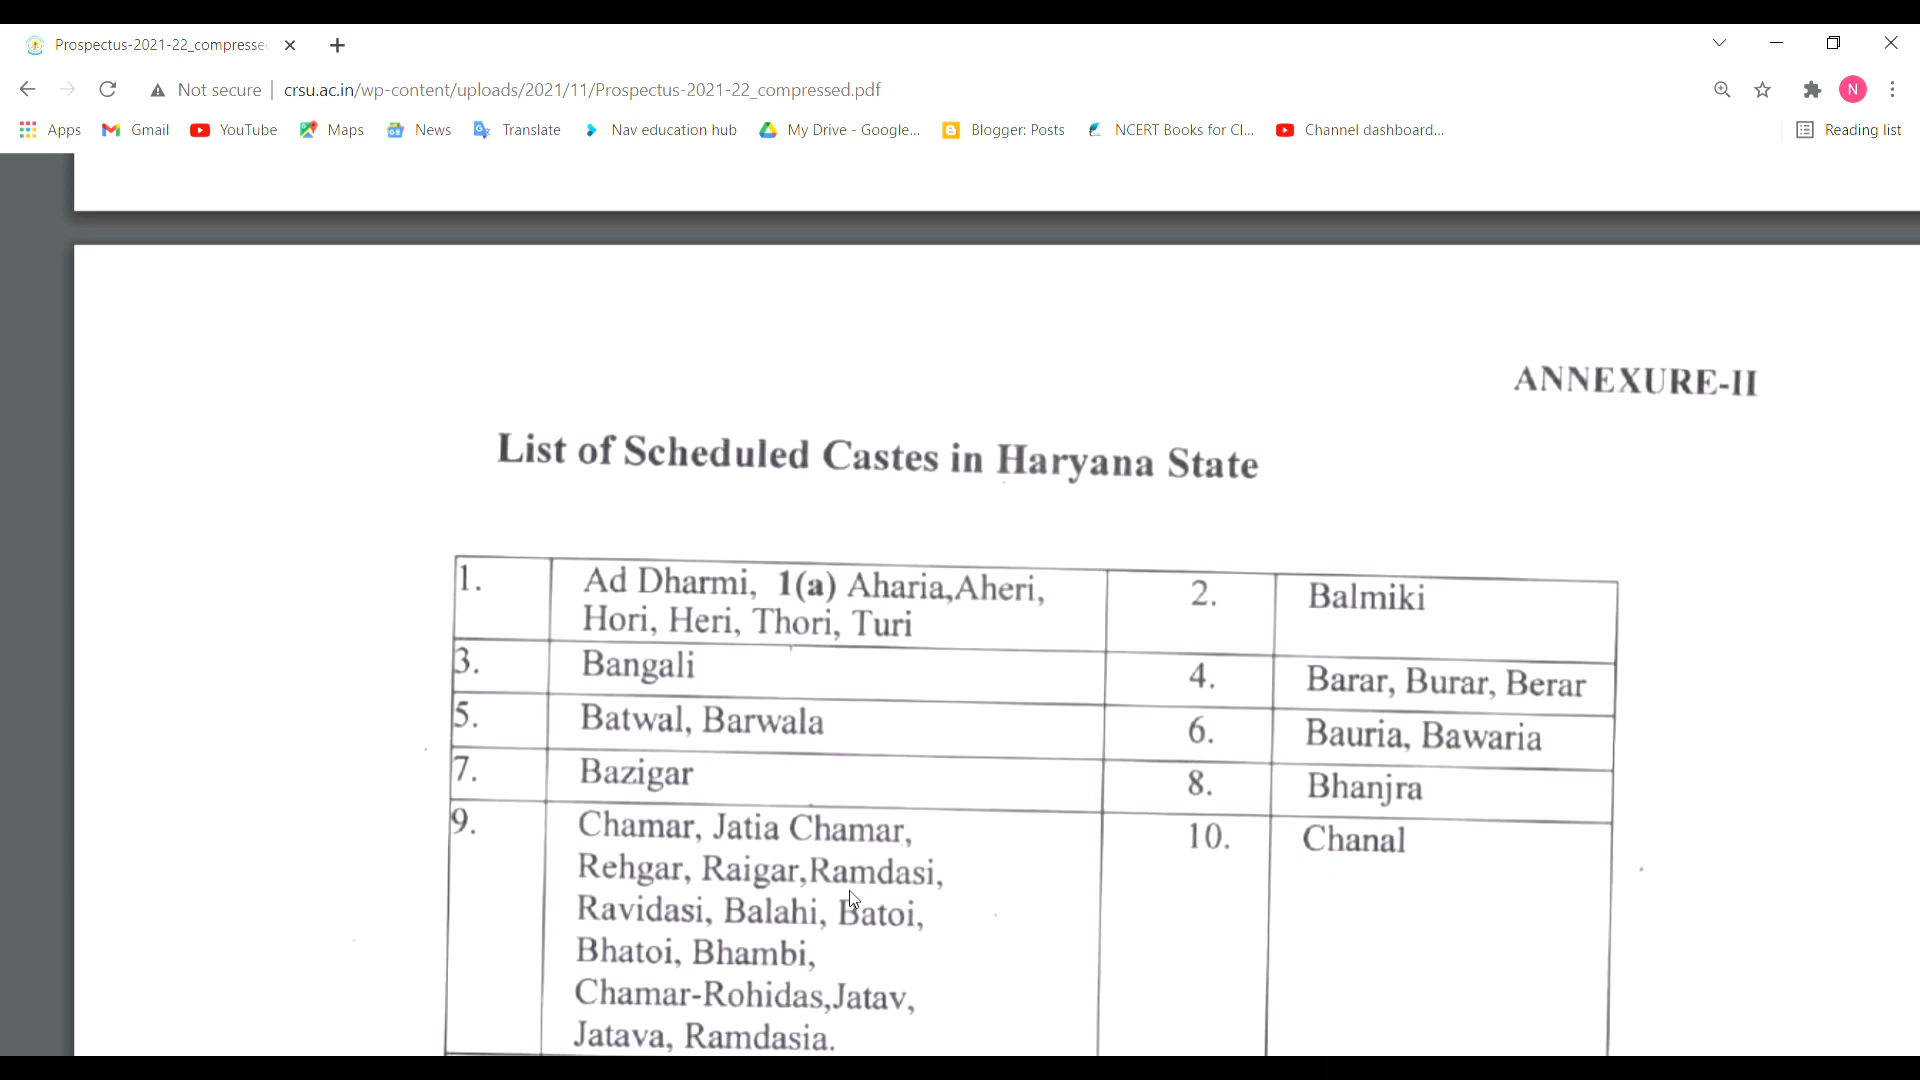 Prospectus-2021-22_compresse
Not secure | crsu.ac.in/wp-content/uploads/2021/11/Prospectus-2021-22_compressed.pdf
N
Apps Gmail YouTube Maps News Translate Nav education hub My Drive - Google... Blogger: Posts NCERT Books for Cl... Channel dashboard... Reading list
ANNEXURE-II
List of Scheduled Castes in Haryana State
1. Ad Dharmi, 1(a) Aharia,Aheri,
Hori, Heri, Thori, Turi
2. Balmiki
3. Bangali
4. Barar, Burar, Berar
5. Batwal, Barwala
6. Bauria, Bawaria
7. Bazigar
8. Bhanjra
9. Chamar, Jatia Chamar,
Rehgar, Raigar,Ramdasi,
Ravidasi, Balahi, Batoi,
Bhatoi, Bhambi,
Chamar-Rohidas,Jatav,
Jatava, Ramdasia.
10. Chanal